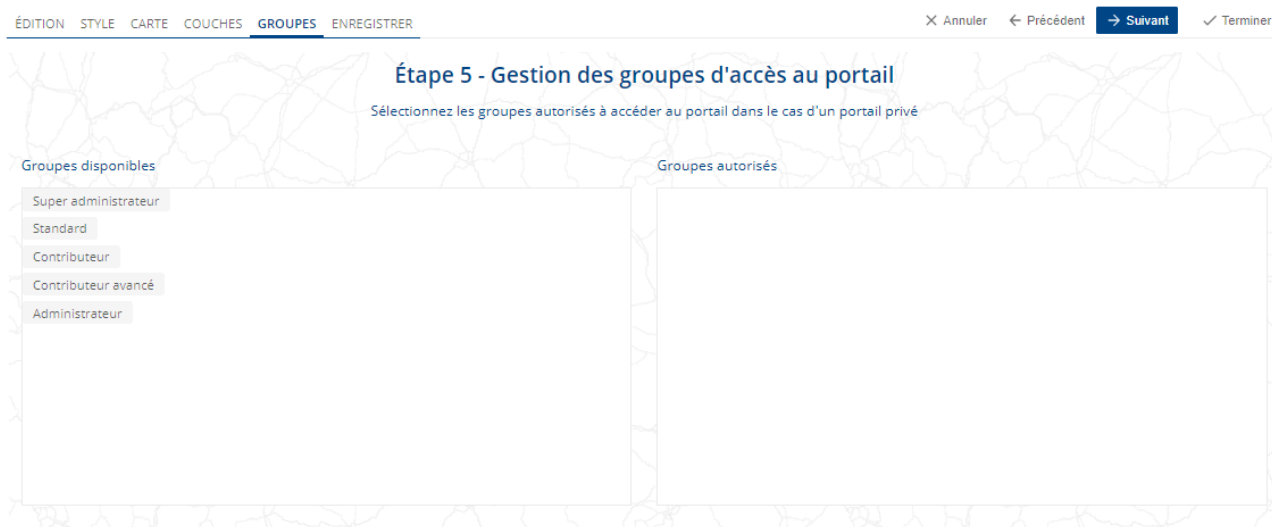 ÉDITION STYLE CARTE COUCHES GROUPES ENREGISTRER Annuler Précédent Suivant Terminer
Étape 5 - Gestion des groupes d'accès au portail
Sélectionnez les groupes autorisés à accéder au portail dans le cas d'un portail privé
Groupes disponibles Groupes autorisés
Super administrateur
Standard
Contributeur
Contributeur avancé
Administrateur